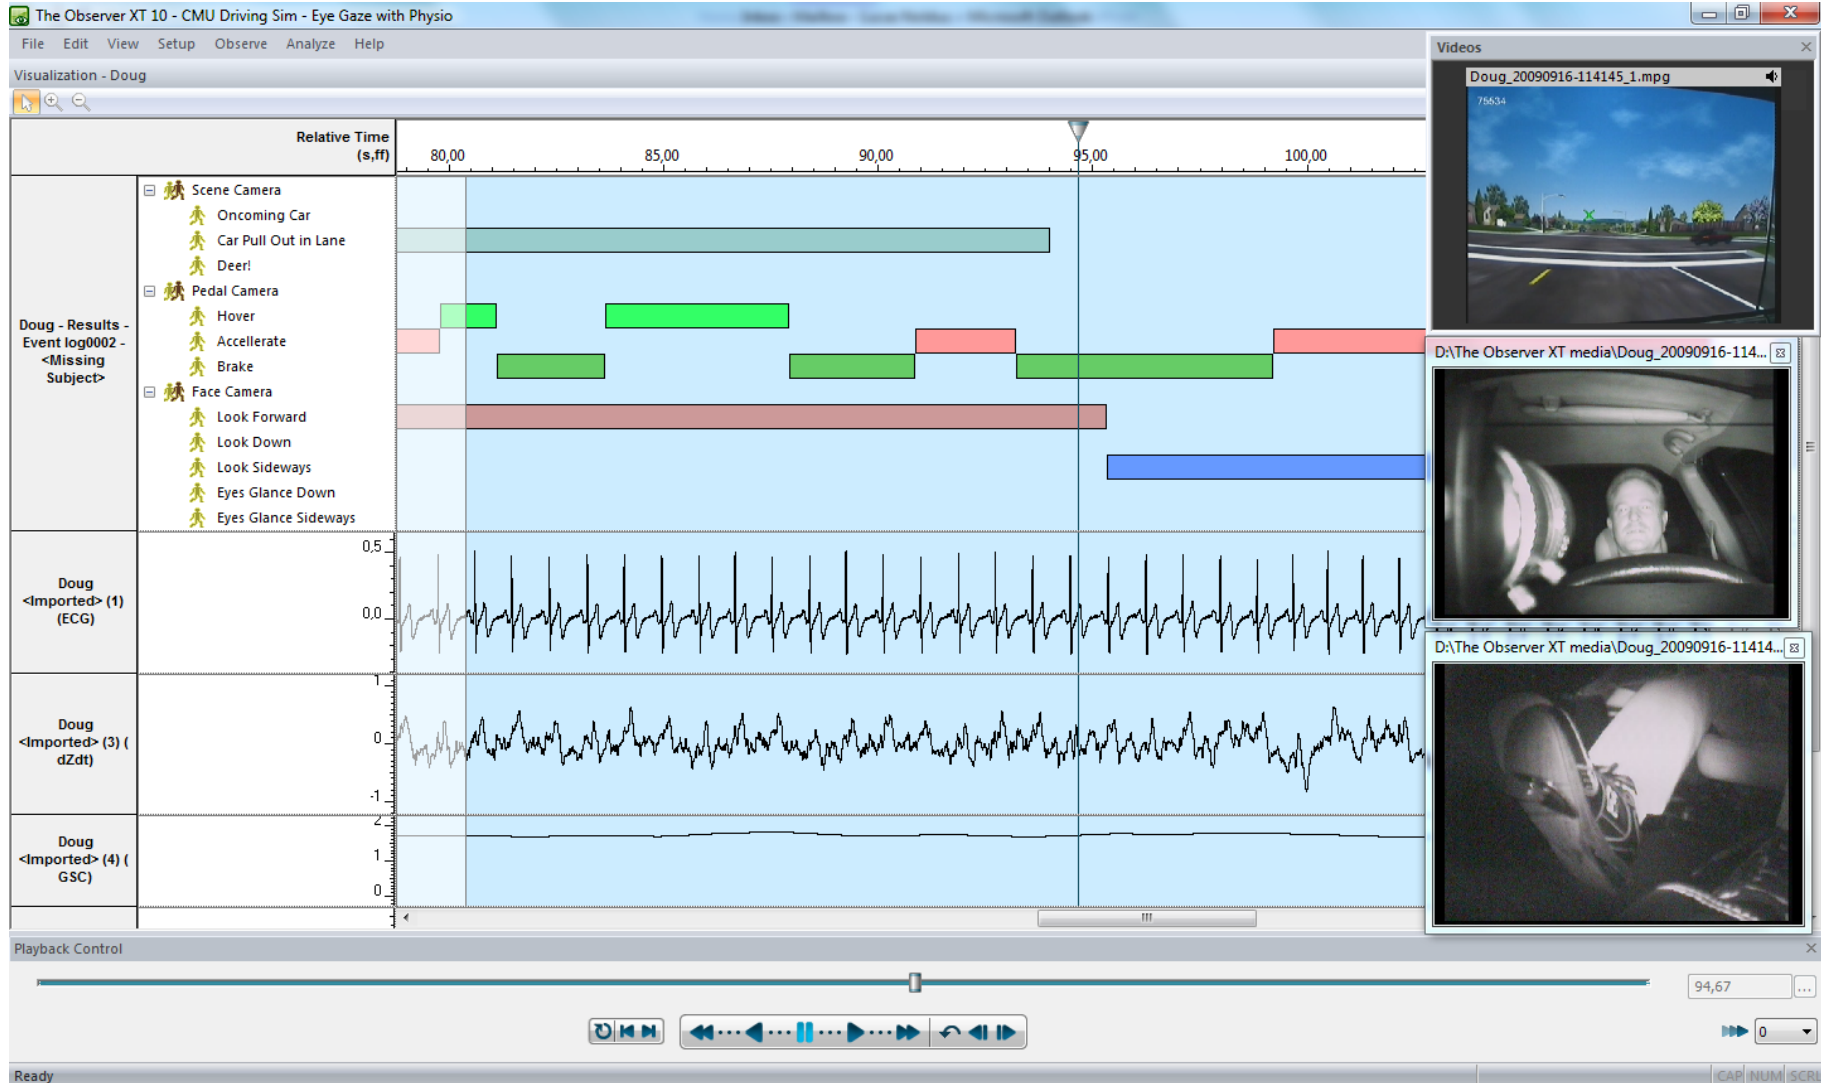 The Observer XT 10 - CMU Driving Sim - Eye Gaze with Physio
File Edit View Setup Observe Analyze Help
Visualization - Doug
Relative Time
(s,ff)
80,00 85,00 90,00 95,00 100,00
Doug - Results -
Event log0002 -
<Missing
Subject>
Scene Camera
Oncoming Car
Car Pull Out in Lane
Deer!
Pedal Camera
Hover
Accellerate
Brake
Face Camera
Look Forward
Look Down
Look Sideways
Eyes Glance Down
Eyes Glance Sideways
Doug
<Imported> (1)
(ECG)
0,5
0,0
Doug
<Imported> (3) (
dZdt)
1
0
-1
Doug
<Imported> (4) (
GSC)
2
1
0
Videos
Doug_20090916-114145_1.mpg
75534
D:\The Observer XT media\Doug_20090916-114...
D:\The Observer XT media\Doug_20090916-11414...
Playback Control
94,67
...
0
Ready
CAP NUM SCRL